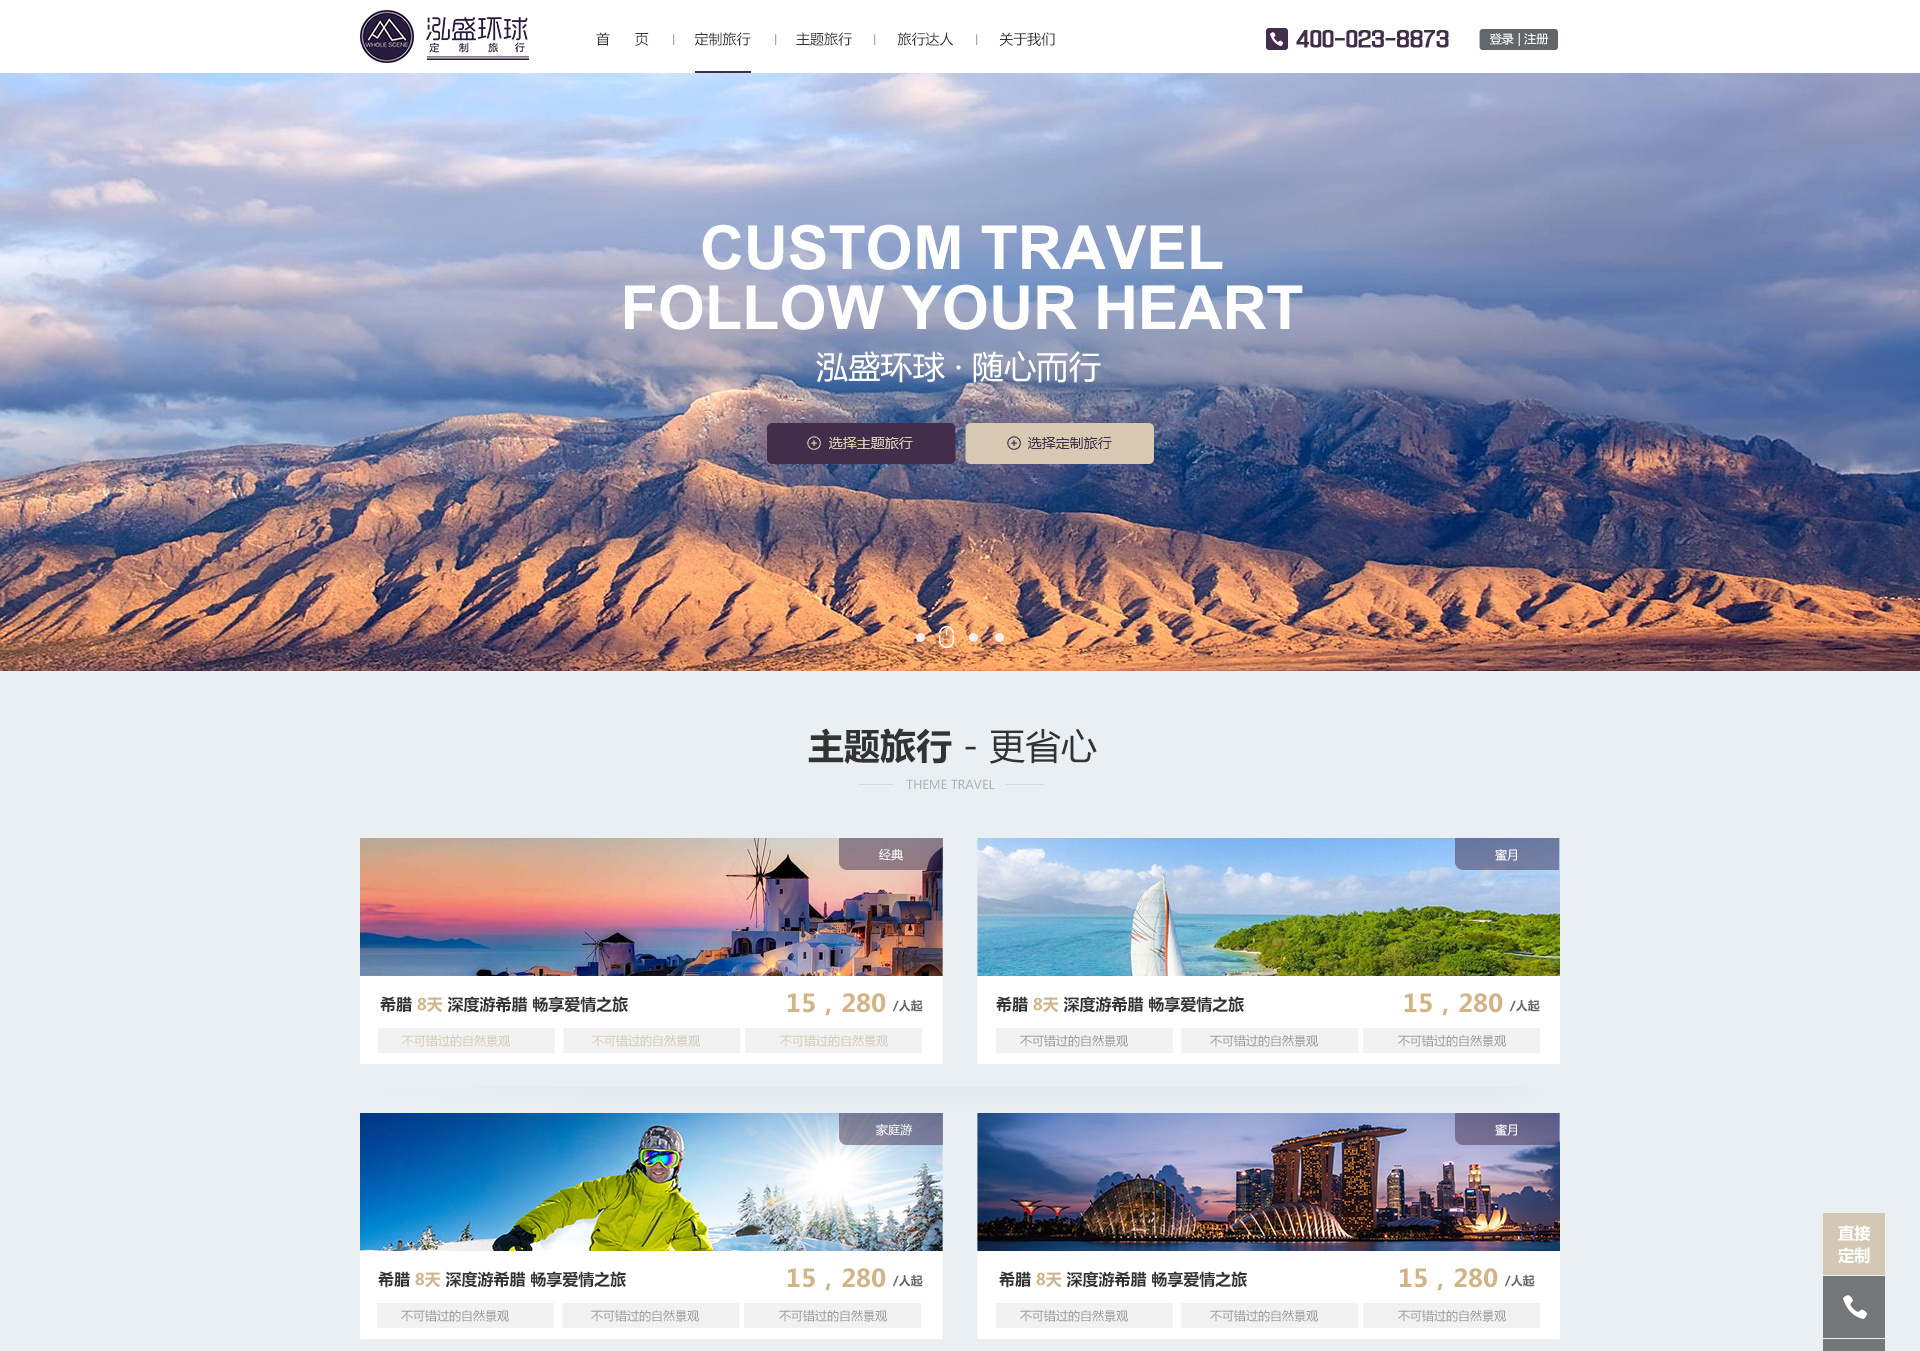 泓盛环球
定制旅行
WHOLE SCENE
首 页 | 定制旅行 | 主题旅行 | 旅行达人 | 关于我们
400-023-8873
登录 | 注册
CUSTOM TRAVEL
FOLLOW YOUR HEART
泓盛环球 · 随心而行
选择主题旅行
选择定制旅行
主题旅行 - 更省心
THEME TRAVEL
经典
希腊 8天 深度游希腊 畅享爱情之旅
15，280 /人起
不可错过的自然景观 不可错过的自然景观 不可错过的自然景观
蜜月
希腊 8天 深度游希腊 畅享爱情之旅
15，280 /人起
不可错过的自然景观 不可错过的自然景观 不可错过的自然景观
家庭游
希腊 8天 深度游希腊 畅享爱情之旅
15，280 /人起
不可错过的自然景观 不可错过的自然景观 不可错过的自然景观
蜜月
希腊 8天 深度游希腊 畅享爱情之旅
15，280 /人起
不可错过的自然景观 不可错过的自然景观 不可错过的自然景观
直接
定制